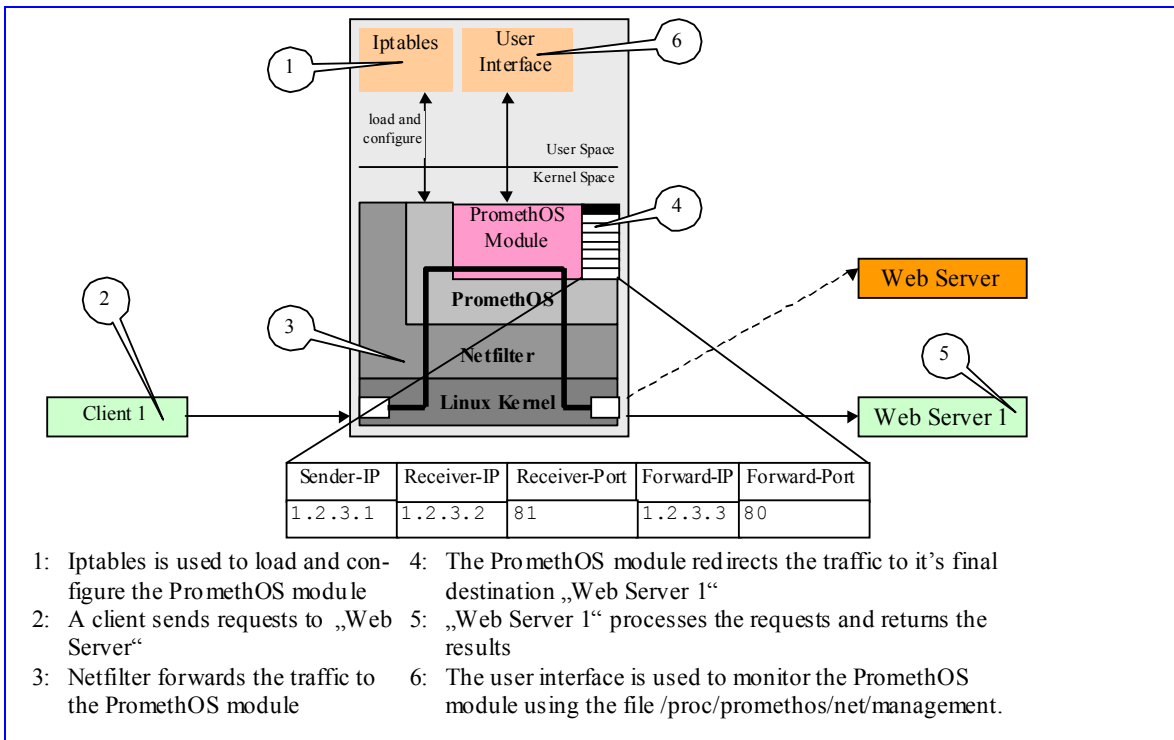 Iptables
User
Interface
6
1
load and
configure
User Space
Kernel Space
PromethOS
Module
4
Web Server
2
PromethOS
3
Netfilter
5
Client 1
Linux Kernel
Web Server 1
Sender-IP Receiver-IP Receiver-Port Forward-IP Forward-Port
1.2.3.1 1.2.3.2 81 1.2.3.3 80
1: Iptables is used to load and con-
figure the PromethOS module
2: A client sends requests to „Web
Server“
3: Netfilter forwards the traffic to
the PromethOS module
4: The PromethOS module redirects the traffic to it's final
destination „Web Server 1“
5: „Web Server 1“ processes the requests and returns the
results
6: The user interface is used to monitor the PromethOS
module using the file /proc/promethos/net/management.